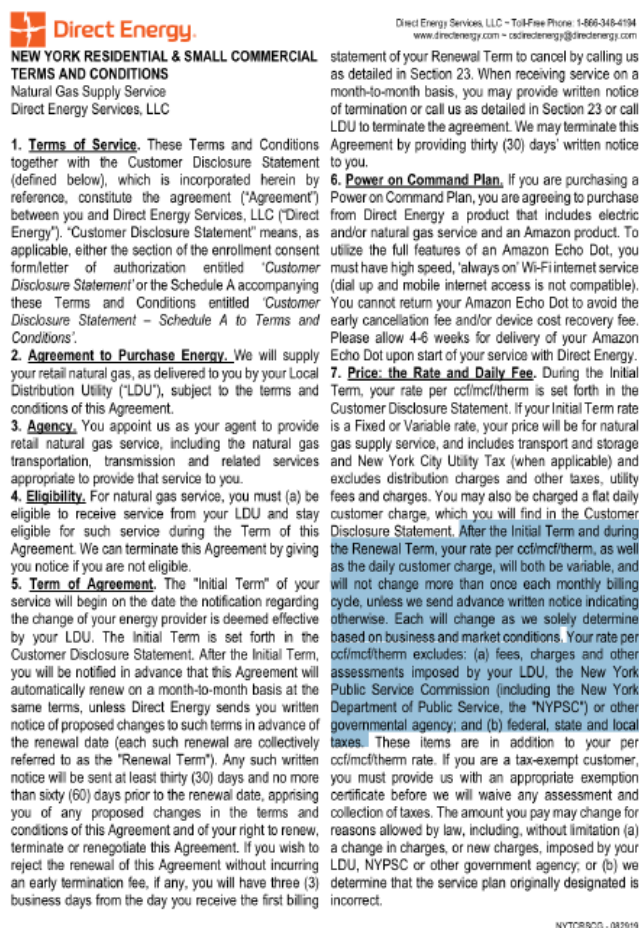 Direct Energy.
Direct Energy Services, LLC ~ Toll-Free Phone: 1-866-348-4194
www.directenergy.com ~ csdirectenergy@directenergy.com
NEW YORK RESIDENTIAL & SMALL COMMERCIAL
TERMS AND CONDITIONS
Natural Gas Supply Service
Direct Energy Services, LLC
1. Terms of Service. These Terms and Conditions
together with the Customer Disclosure Statement
(defined below), which is incorporated herein by
reference, constitute the agreement ("Agreement")
between you and Direct Energy Services, LLC ("Direct
Energy"). "Customer Disclosure Statement" means, as
applicable, either the section of the enrollment consent
form/letter of authorization entitled 'Customer
Disclosure Statement' or the Schedule A accompanying
these Terms and Conditions entitled 'Customer
Disclosure Statement – Schedule A to Terms and
Conditions'.
2. Agreement to Purchase Energy. We will supply
your retail natural gas, as delivered to you by your Local
Distribution Utility ("LDU"), subject to the terms and
conditions of this Agreement.
3. Agency. You appoint us as your agent to provide
retail natural gas service, including the natural gas
transportation, transmission and related services
appropriate to provide that service to you.
4. Eligibility. For natural gas service, you must (a) be
eligible to receive service from your LDU and stay
eligible for such service during the Term of this
Agreement. We can terminate this Agreement by giving
you notice if you are not eligible.
5. Term of Agreement. The "Initial Term" of your
service will begin on the date the notification regarding
the change of your energy provider is deemed effective
by your LDU. The Initial Term is set forth in the
Customer Disclosure Statement. After the Initial Term,
you will be notified in advance that this Agreement will
automatically renew on a month-to-month basis at the
same terms, unless Direct Energy sends you written
notice of proposed changes to such terms in advance of
the renewal date (each such renewal are collectively
referred to as the "Renewal Term"). Any such written
notice will be sent at least thirty (30) days and no more
than sixty (60) days prior to the renewal date, apprising
you of any proposed changes in the terms and
conditions of this Agreement and of your right to renew,
terminate or renegotiate this Agreement. If you wish to
reject the renewal of this Agreement without incurring
an early termination fee, if any, you will have three (3)
business days from the day you receive the first billing
statement of your Renewal Term to cancel by calling us
as detailed in Section 23. When receiving service on a
month-to-month basis, you may provide written notice
of termination or call us as detailed in Section 23 or call
LDU to terminate the agreement. We may terminate this
Agreement by providing thirty (30) days' written notice
to you.
6. Power on Command Plan. If you are purchasing a
Power on Command Plan, you are agreeing to purchase
from Direct Energy a product that includes electric
and/or natural gas service and an Amazon product. To
utilize the full features of an Amazon Echo Dot, you
must have high speed, 'always on' Wi-Fi internet service
(dial up and mobile internet access is not compatible).
You cannot return your Amazon Echo Dot to avoid the
early cancellation fee and/or device cost recovery fee.
Please allow 4-6 weeks for delivery of your Amazon
Echo Dot upon start of your service with Direct Energy.
7. Price: the Rate and Daily Fee. During the Initial
Term, your rate per ccf/mcf/therm is set forth in the
Customer Disclosure Statement. If your Initial Term rate
is a Fixed or Variable rate, your price will be for natural
gas supply service, and includes transport and storage
and New York City Utility Tax (when applicable) and
excludes distribution charges and other taxes, utility
fees and charges. You may also be charged a flat daily
customer charge, which you will find in the Customer
Disclosure Statement. After the Initial Term and during
the Renewal Term, your rate per ccf/mcf/therm, as well
as the daily customer charge, will both be variable, and
will not change more than once each monthly billing
cycle, unless we send advance written notice indicating
otherwise. Each will change as we solely determine
based on business and market conditions. Your rate per
ccf/mcf/therm excludes: (a) fees, charges and other
assessments imposed by your LDU, the New York
Public Service Commission (including the New York
Department of Public Service, the "NYPSC") or other
governmental agency; and (b) federal, state and local
taxes. These items are in addition to your per
ccf/mcf/therm rate. If you are a tax-exempt customer,
you must provide us with an appropriate exemption
certificate before we will waive any assessment and
collection of taxes. The amount you pay may change for
reasons allowed by law, including, without limitation (a)
a change in charges, or new charges, imposed by your
LDU, NYPSC or other government agency; or (b) we
determine that the service plan originally designated is
incorrect.
NYTCRSCG - 082919